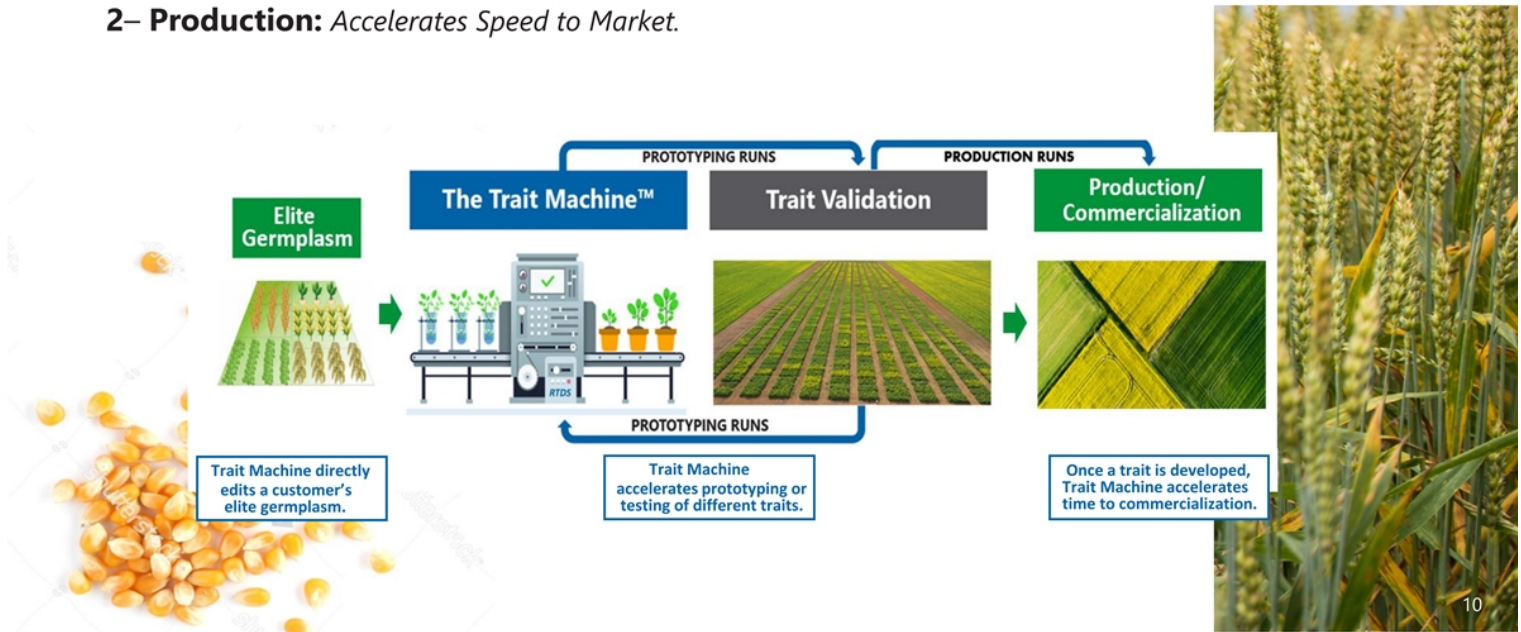 2– Production: Accelerates Speed to Market.
PROTOTYPING RUNS
PRODUCTION RUNS
Elite
Germplasm
The Trait Machine™
Trait Validation
Production/
Commercialization
RTDS
PROTOTYPING RUNS
Trait Machine directly
edits a customer's
elite germplasm.
Trait Machine
accelerates prototyping or
testing of different traits.
Once a trait is developed,
Trait Machine accelerates
time to commercialization.
10